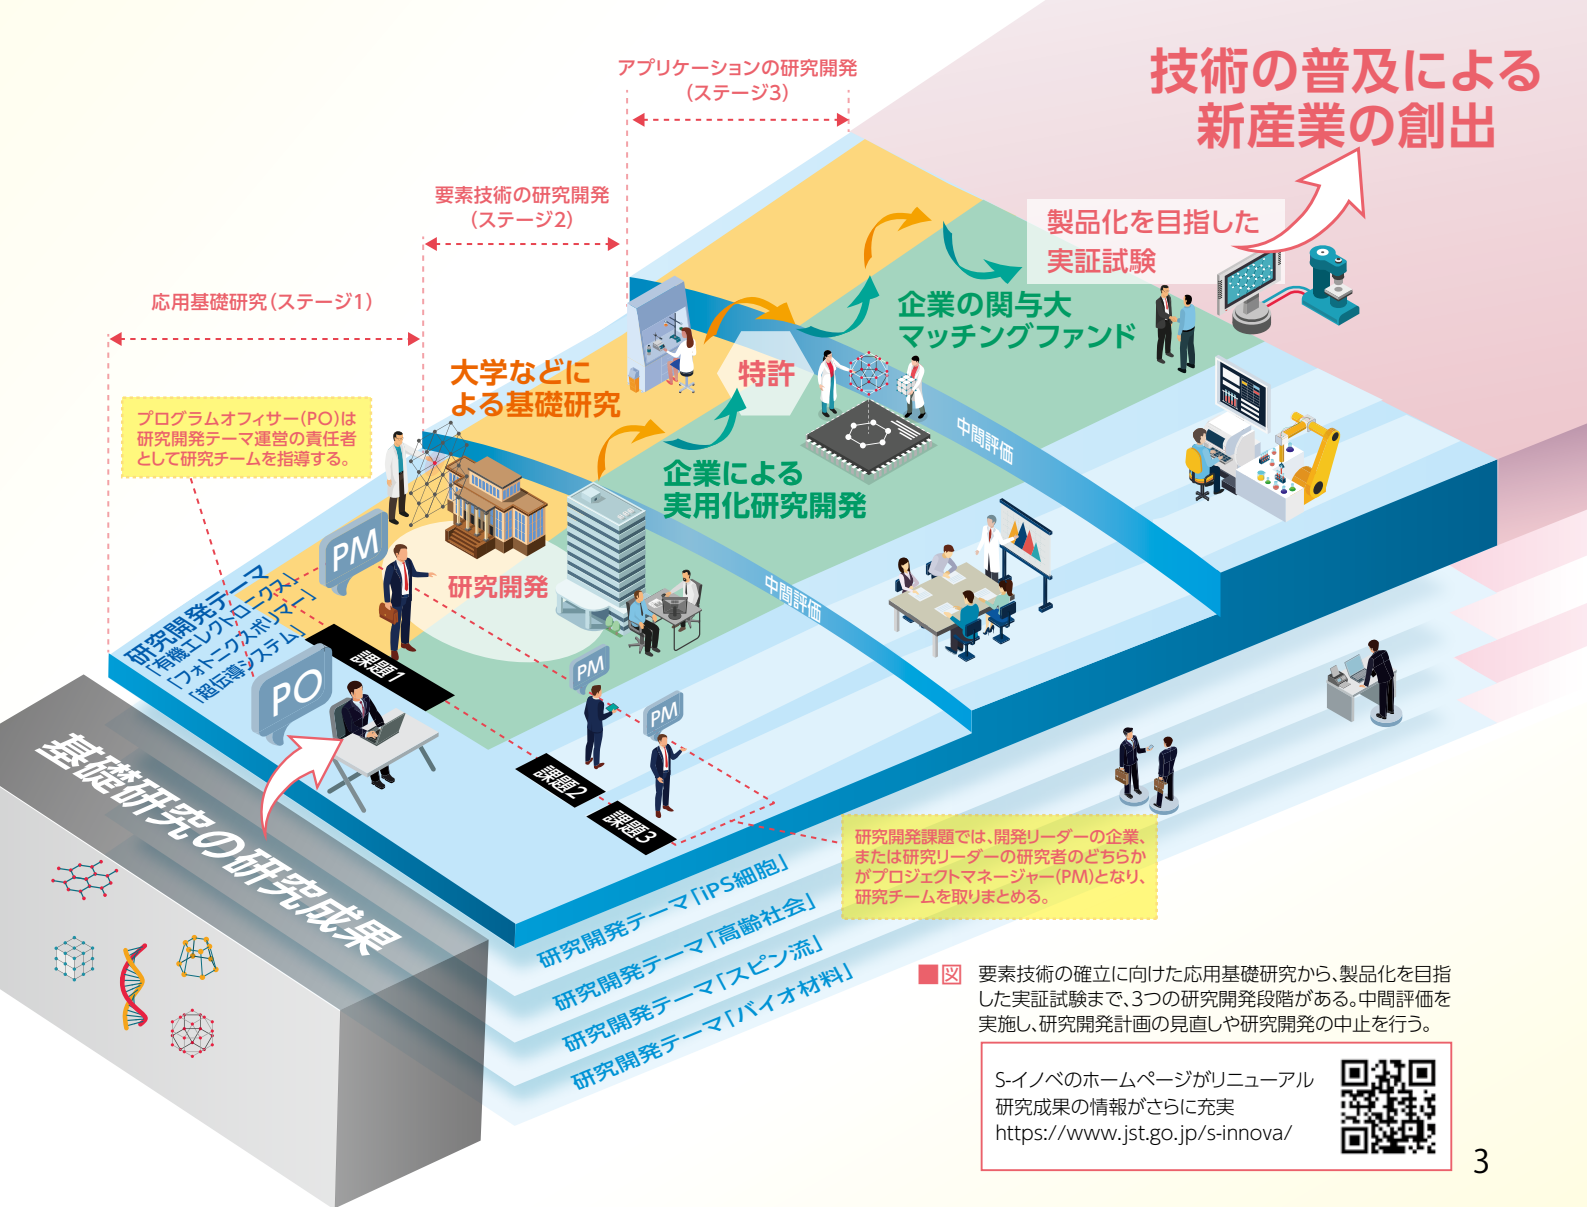 技術の普及による
新産業の創出
アプリケーションの研究開発
(ステージ3)
要素技術の研究開発
(ステージ2)
応用基礎研究(ステージ1)
製品化を目指した
実証試験
企業の関与大
マッチングファンド
大学などに
よる基礎研究
特許
プログラムオフィサー(PO)は
研究開発テーマ運営の責任者
として研究チームを指導する。
中間評価
企業による
実用化研究開発
PM
研究開発
中間評価
研究開発テーマ
「有機エレクトロニクス」
「フォトニクスポリマー」
「超伝導システム」
課題1
PO
PM
PM
課題2
課題3
基礎研究の研究成果
研究開発課題では、開発リーダーの企業、
または研究リーダーの研究者のどちらか
がプロジェクトマネージャー(PM)となり、
研究チームを取りまとめる。
研究開発テーマ「iPS細胞」
研究開発テーマ「高齢社会」
研究開発テーマ「スピン流」
研究開発テーマ「バイオ材料」
■図 要素技術の確立に向けた応用基礎研究から、製品化を目指
した実証試験まで、3つの研究開発段階がある。中間評価を
実施し、研究開発計画の見直しや研究開発の中止を行う。
S-イノベのホームページがリニューアル
研究成果の情報がさらに充実
https://www.jst.go.jp/s-innova/
3